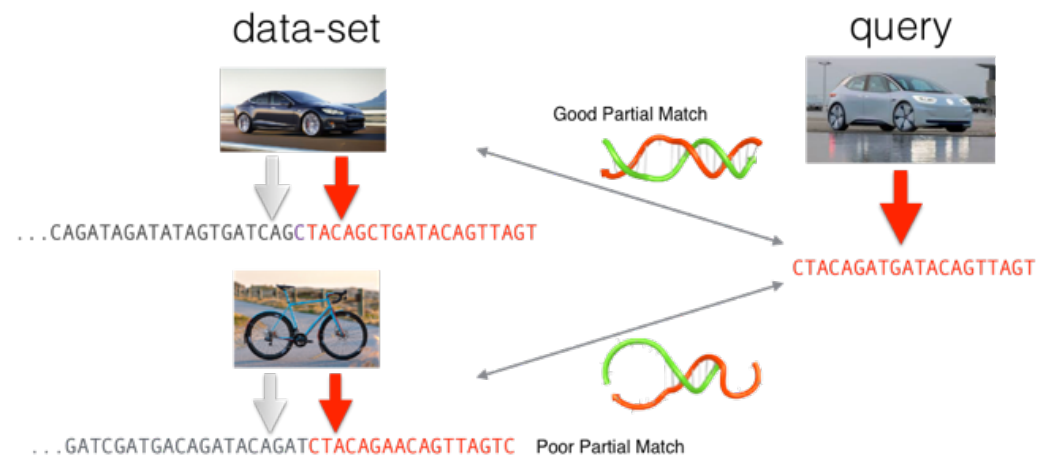 data-set
query
Good Partial Match
...CAGATAGATATAGTGATCAGCTACAGCTGATACAGTTAGT
CTACAGATGATACAGTTAGT
...GATCGATGACAGATACAGATCTACAGAACAGTTAGTC
Poor Partial Match